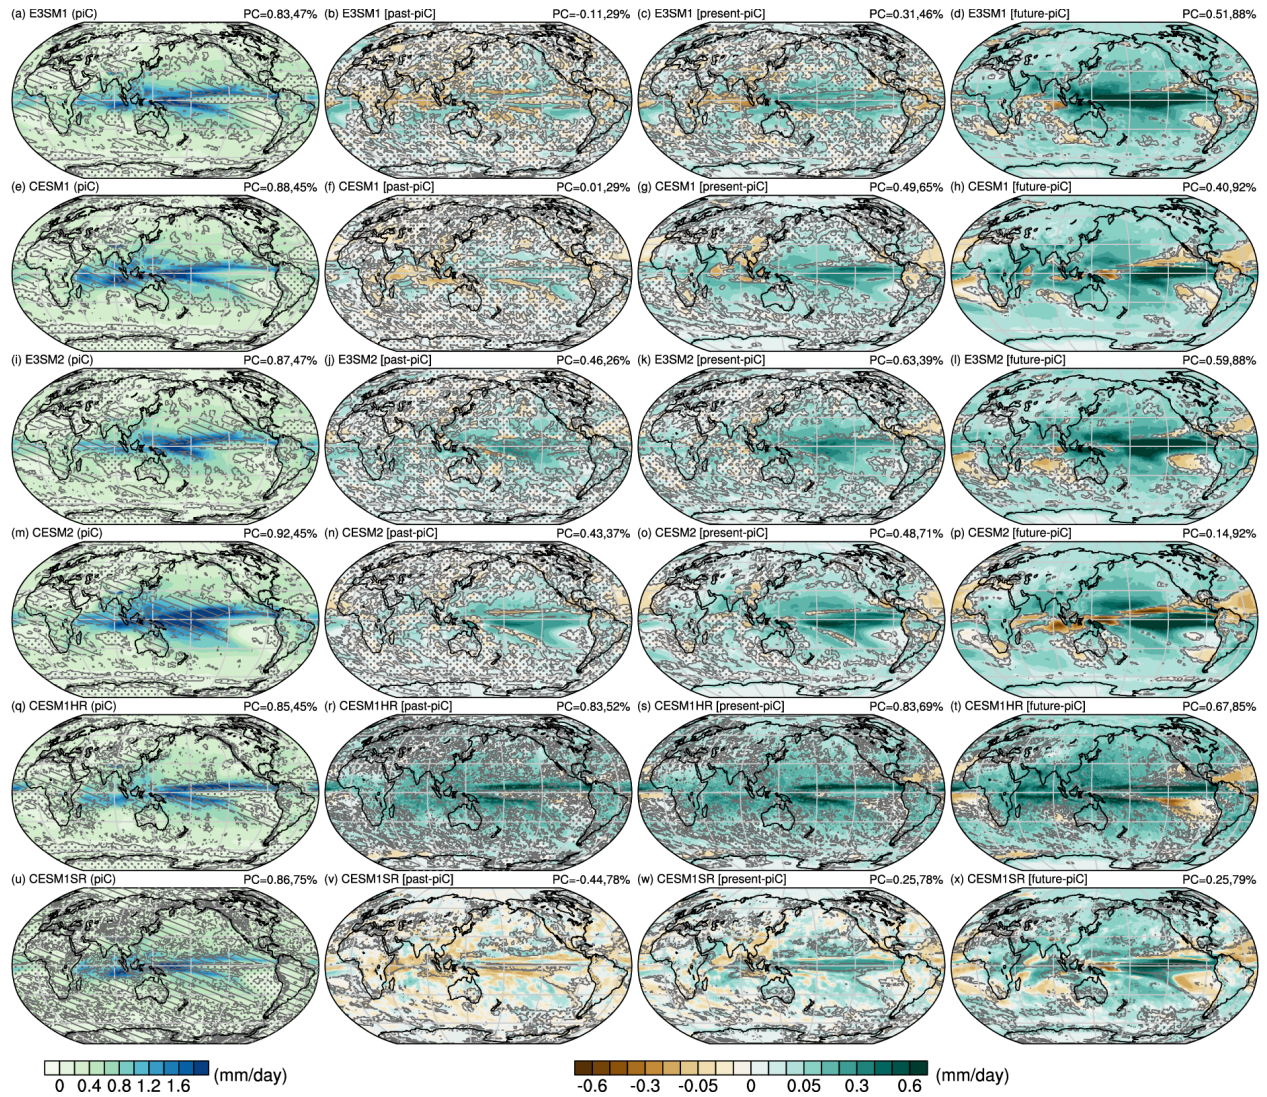 (a) E3SM1 (piC) PC=0.83,47% (b) E3SM1 [past-piC] PC=-0.11,29% (c) E3SM1 [present-piC] PC=0.31,46% (d) E3SM1 [future-piC] PC=0.51,88%
(e) CESM1 (piC) PC=0.88,45% (f) CESM1 [past-piC] PC=0.01,29% (g) CESM1 [present-piC] PC=0.49,65% (h) CESM1 [future-piC] PC=0.40,92%
(i) E3SM2 (piC) PC=0.87,47% (j) E3SM2 [past-piC] PC=0.46,26% (k) E3SM2 [present-piC] PC=0.63,39% (l) E3SM2 [future-piC] PC=0.59,88%
(m) CESM2 (piC) PC=0.92,45% (n) CESM2 [past-piC] PC=0.43,37% (o) CESM2 [present-piC] PC=0.48,71% (p) CESM2 [future-piC] PC=0.14,92%
(q) CESM1HR (piC) PC=0.85,45% (r) CESM1HR [past-piC] PC=0.83,52% (s) CESM1HR [present-piC] PC=0.83,69% (t) CESM1HR [future-piC] PC=0.67,85%
(u) CESM1SR (piC) PC=0.86,75% (v) CESM1SR [past-piC] PC=-0.44,78% (w) CESM1SR [present-piC] PC=0.25,78% (x) CESM1SR [future-piC] PC=0.25,79%
0 0.4 0.8 1.2 1.6 (mm/day) -0.6 -0.3 -0.05 0 0.05 0.3 0.6 (mm/day)